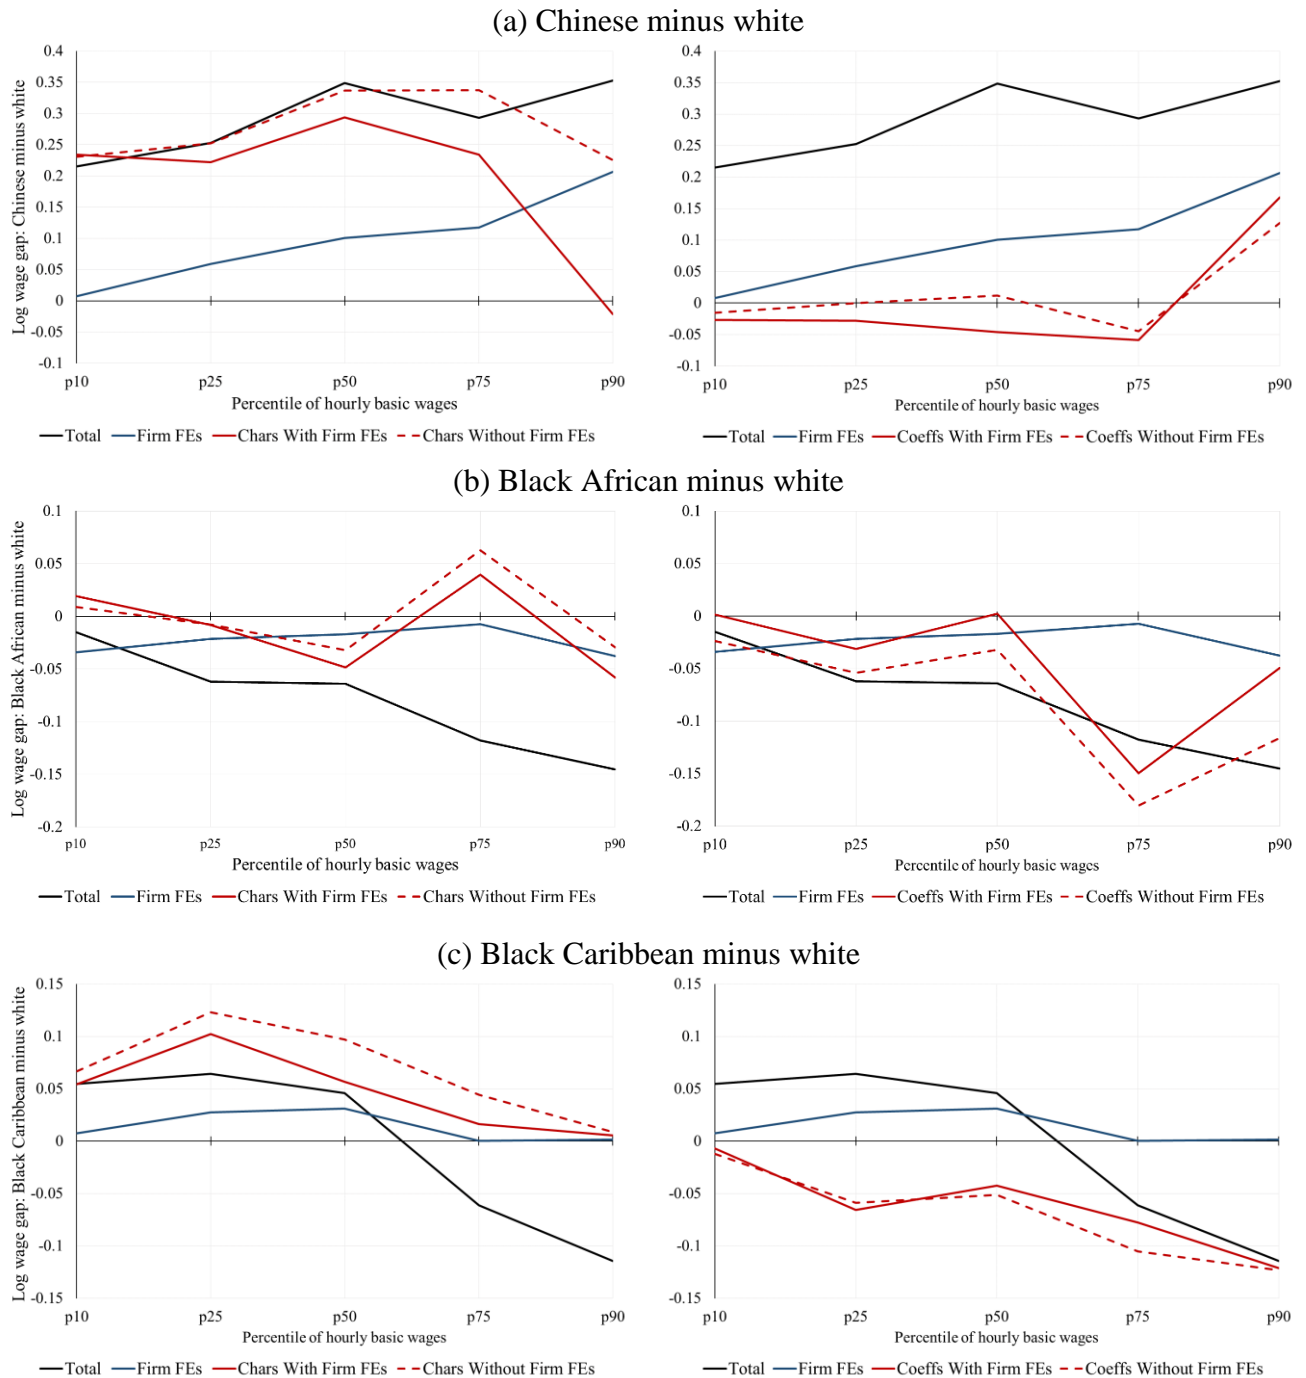 (a) Chinese minus white
Log wage gap: Chinese minus white
0.4
0.35
0.3
0.25
0.2
0.15
0.1
0.05
0
-0.05
-0.1
p10 p25 p50 p75 p90
Percentile of hourly basic wages
Total Firm FEs Chars With Firm FEs Chars Without Firm FEs
0.4
0.35
0.3
0.25
0.2
0.15
0.1
0.05
0
-0.05
-0.1
p10 p25 p50 p75 p90
Percentile of hourly basic wages
Total Firm FEs Coeffs With Firm FEs Coeffs Without Firm FEs
(b) Black African minus white
Log wage gap: Black African minus white
0.1
0.05
0
-0.05
-0.1
-0.15
-0.2
p10 p25 p50 p75 p90
Percentile of hourly basic wages
Total Firm FEs Chars With Firm FEs Chars Without Firm FEs
0.1
0.05
0
-0.05
-0.1
-0.15
-0.2
p10 p25 p50 p75 p90
Percentile of hourly basic wages
Total Firm FEs Coeffs With Firm FEs Coeffs Without Firm FEs
(c) Black Caribbean minus white
Log wage gap: Black Caribbean minus white
0.15
0.1
0.05
0
-0.05
-0.1
-0.15
p10 p25 p50 p75 p90
Percentile of hourly basic wages
Total Firm FEs Chars With Firm FEs Chars Without Firm FEs
0.15
0.1
0.05
0
-0.05
-0.1
-0.15
p10 p25 p50 p75 p90
Percentile of hourly basic wages
Total Firm FEs Coeffs With Firm FEs Coeffs Without Firm FEs